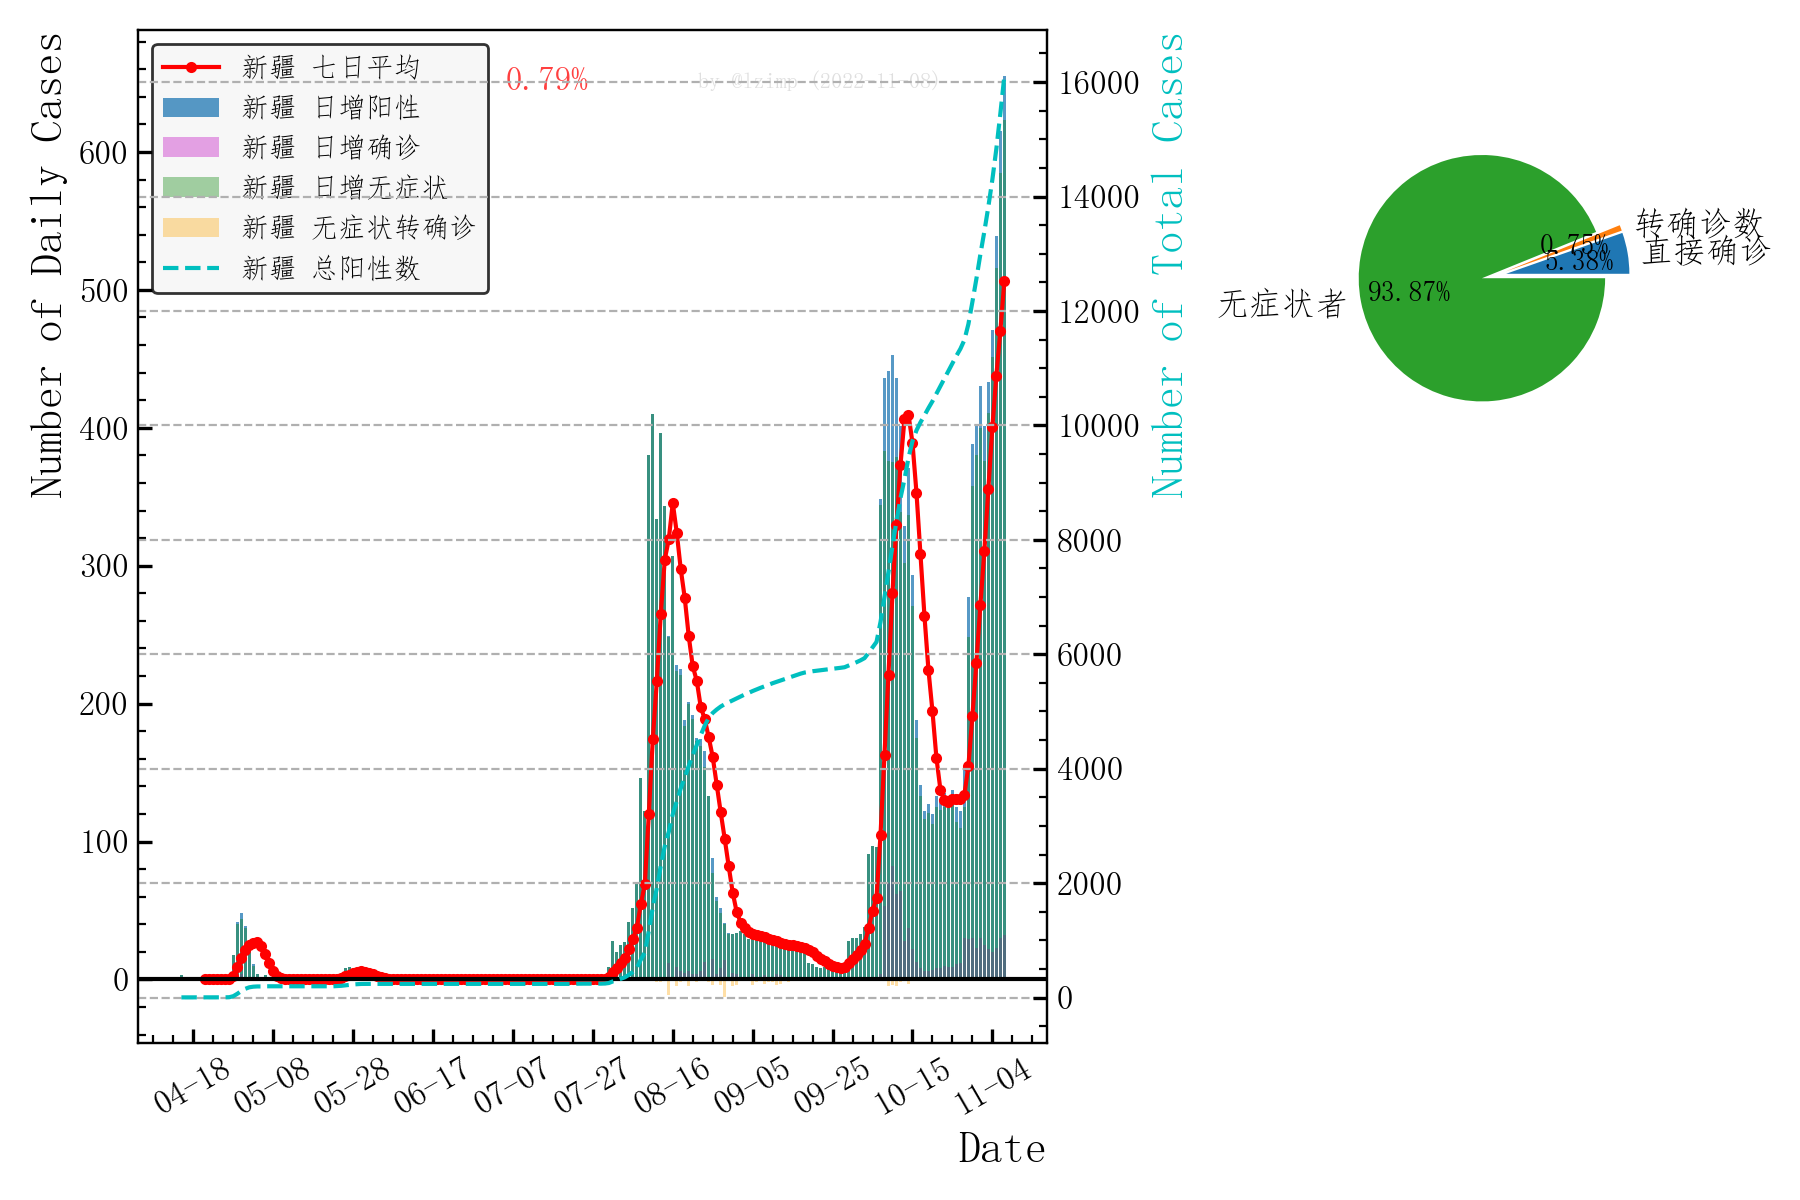 Number of Daily Cases
600
500
400
300
200
100
0
新疆 七日平均
新疆 日增阳性
新疆 日增确诊
新疆 日增无症状
新疆 无症状转确诊
新疆 总阳性数
0.79%
by @lzimp (2022-11-08)
16000
14000
12000
10000
8000
6000
4000
2000
0
Number of Total Cases
04-18
05-08
05-28
06-17
07-07
07-27
08-16
09-05
09-25
10-15
11-04
Date
转确诊数
0.75%
直接确诊
5.38%
无症状者
93.87%